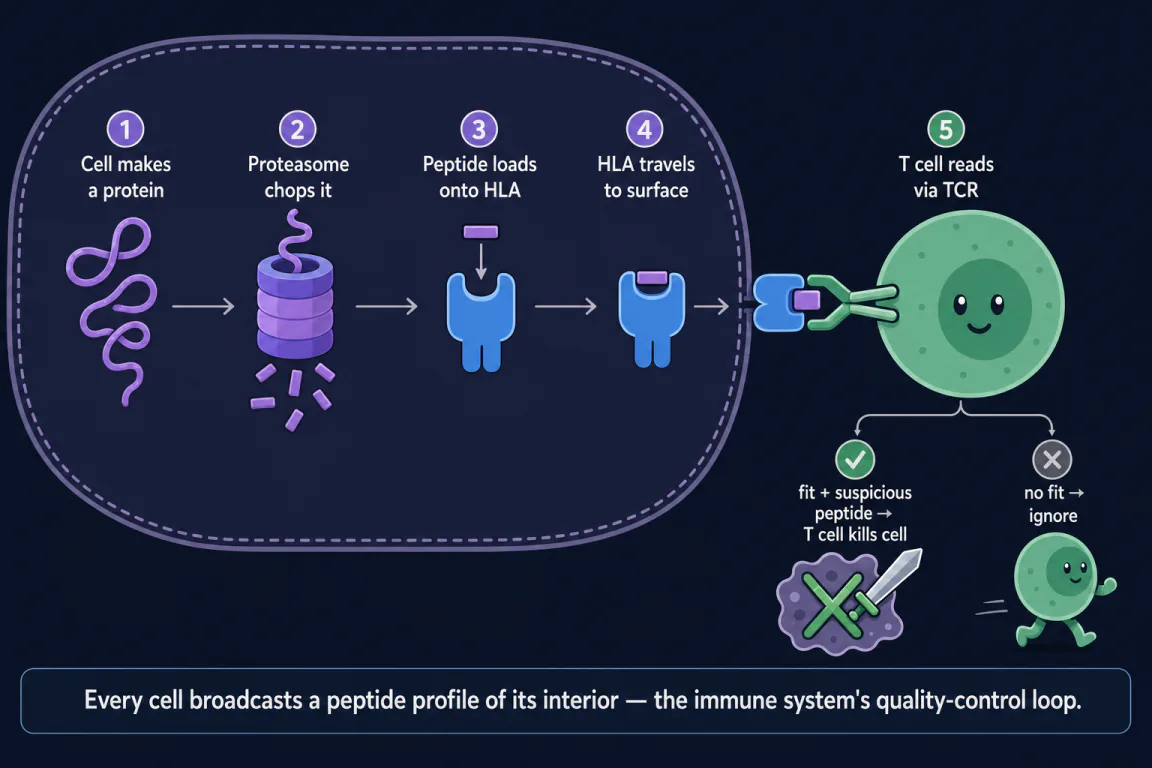 1
Cell makes
a protein
2
Proteasome
chops it
3
Peptide loads
onto HLA
4
HLA travels
to surface
5
T cell reads
via TCR
fit + suspicious
peptide →
T cell kills cell
no fit →
ignore
Every cell broadcasts a peptide profile of its interior — the immune system's quality-control loop.